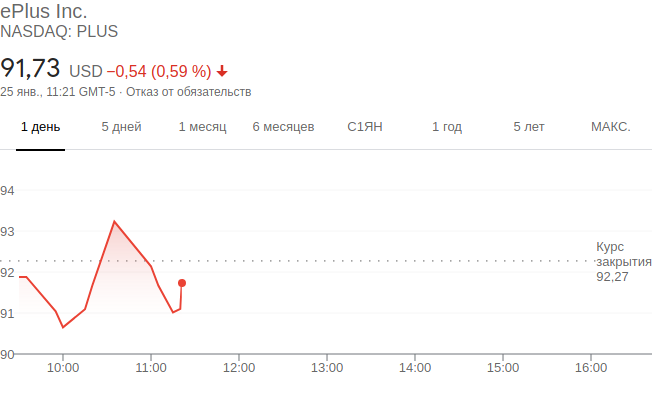 ePlus Inc.
NASDAQ: PLUS
91,73 USD −0,54 (0,59 %)
25 янв., 11:21 GMT-5 · Отказ от обязательств
1 день 5 дней 1 месяц 6 месяцев С1ЯН 1 год 5 лет МАКС.
94
93
Курс
закрытия
92,27
92
91
90
10:00 11:00 12:00 13:00 14:00 15:00 16:00